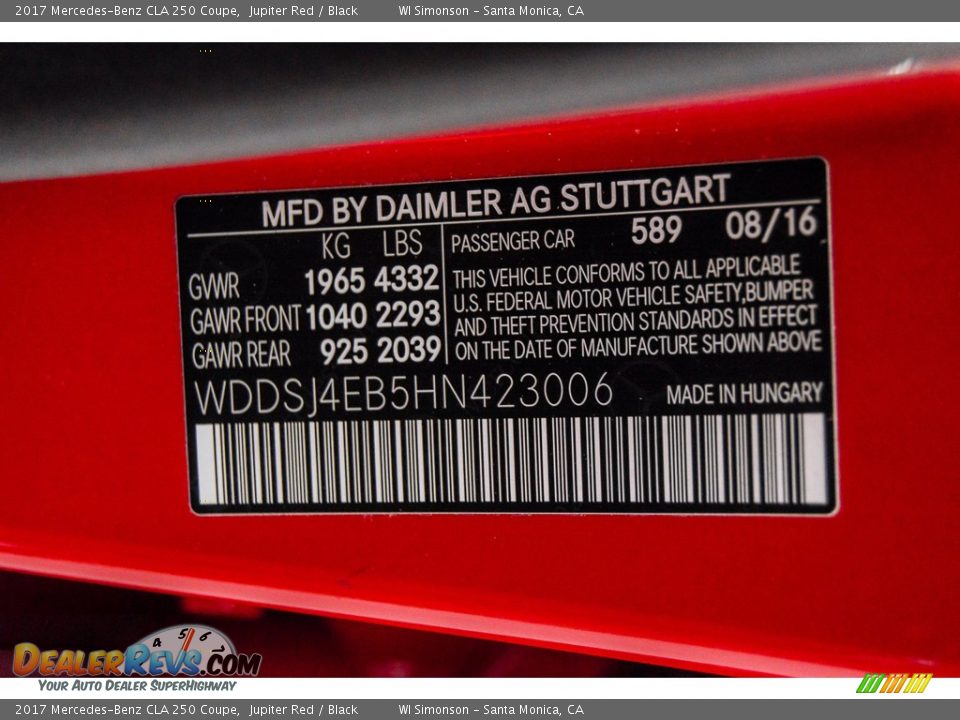 2017 Mercedes-Benz CLA 250 Coupe, Jupiter Red / Black WI Simonson - Santa Monica, CA
MFD BY DAIMLER AG STUTTGART
KG LBS PASSENGER CAR 589 08/16
GVWR 1965 4332
GAWR FRONT 1040 2293
GAWR REAR 925 2039
THIS VEHICLE CONFORMS TO ALL APPLICABLE
U.S. FEDERAL MOTOR VEHICLE SAFETY,BUMPER
AND THEFT PREVENTION STANDARDS IN EFFECT
ON THE DATE OF MANUFACTURE SHOWN ABOVE
WDDSJ4EB5HN423006 MADE IN HUNGARY
4 5 6
DEALERREVS.COM
YOUR AUTO DEALER SUPERHIGHWAY
2017 Mercedes-Benz CLA 250 Coupe, Jupiter Red / Black WI Simonson - Santa Monica, CA